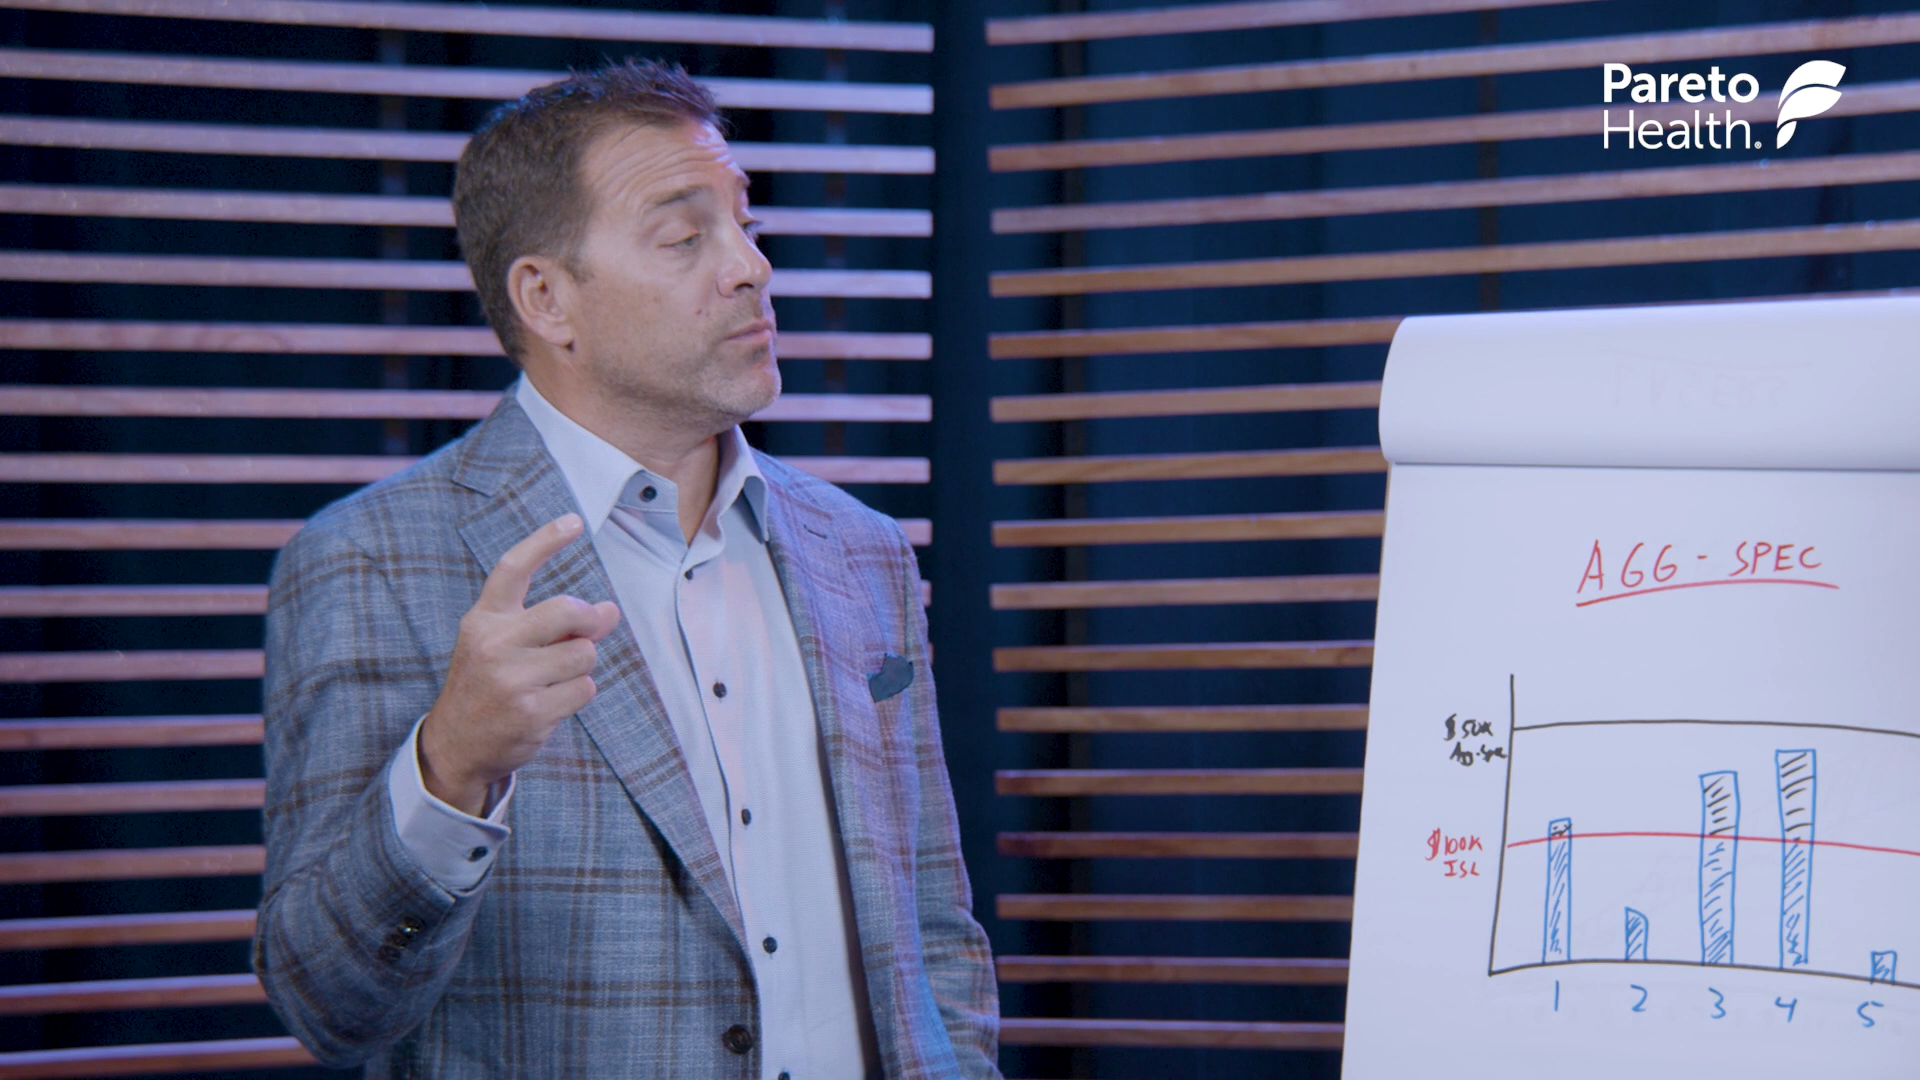 Pareto
Health.
AGG-SPEC
$50K
Agg-Spec
$100K
ISL
1 2 3 4 5